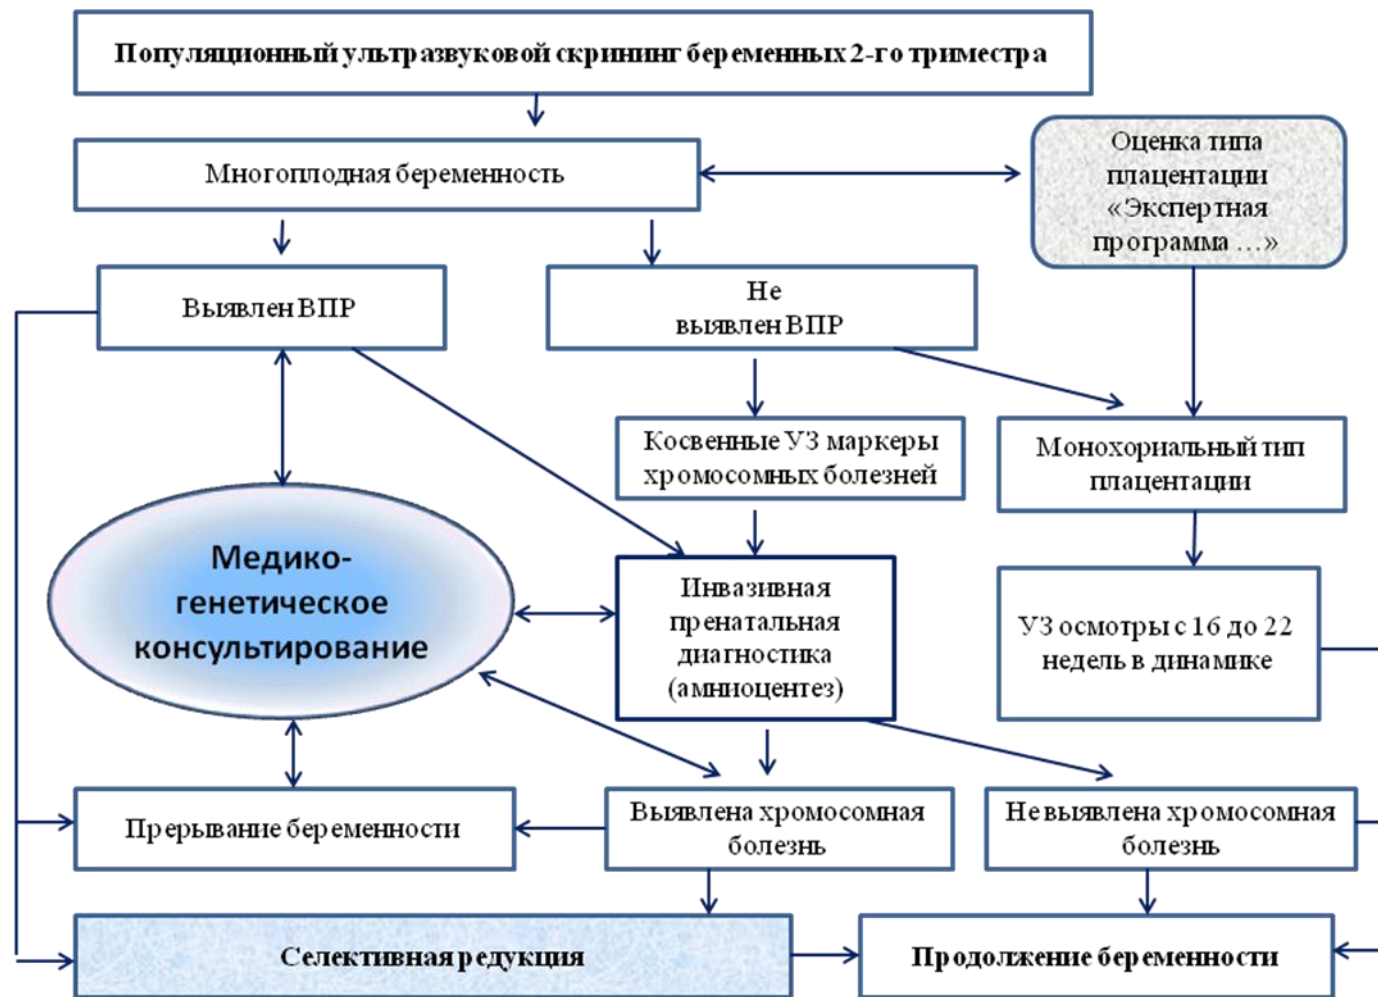 Популяционный ультразвуковой скрининг беременных 2-го триместра
Многоплодная беременность
Оценка типа
плацентации
«Экспертная
программа ...»
Выявлен ВПР
Не
выявлен ВПР
Косвенные УЗ маркеры
хромосомных болезней
Монохориальный тип
плацентации
Медико-
генетическое
консультирование
Инвазивная
пренатальная
диагностика
(амниоцентез)
УЗ осмотры с 16 до 22
недель в динамике
Прерывание беременности
Выявлена хромосомная
болезнь
Не выявлена хромосомная
болезнь
Селективная редукция
Продолжение беременности